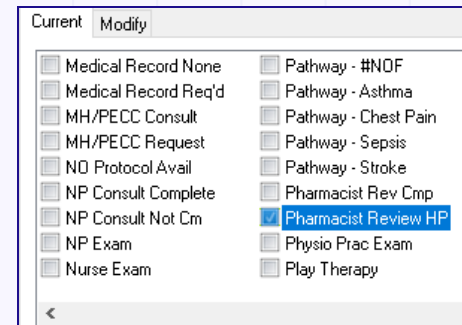 Current Modify
Medical Record None
Medical Record Req'd
MH/PECC Consult
MH/PECC Request
NO Protocol Avail
NP Consult Complete
NP Consult Not Cm
NP Exam
Nurse Exam
Pathway - #NOF
Pathway - Asthma
Pathway - Chest Pain
Pathway - Sepsis
Pathway - Stroke
Pharmacist Rev Cmp
Pharmacist Review HP
Physio Prac Exam
Play Therapy